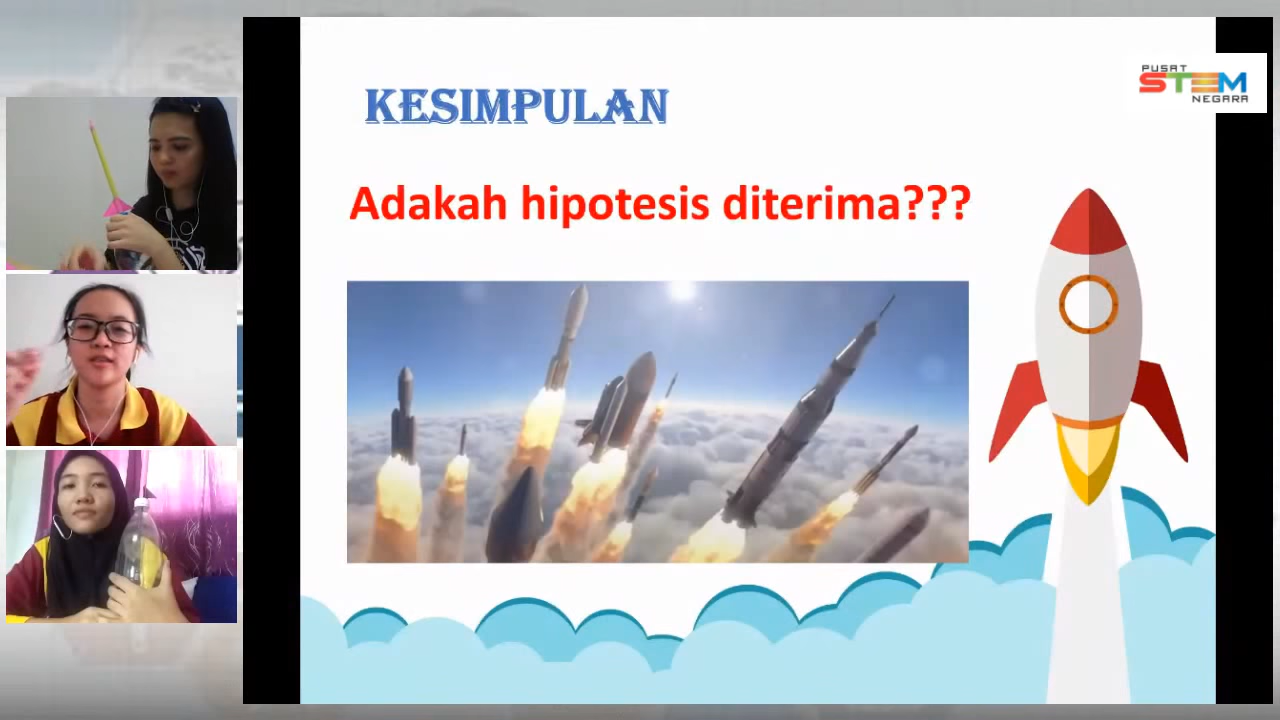 KESIMPULAN
PUSAT
STEM
NEGARA
Adakah hipotesis diterima???